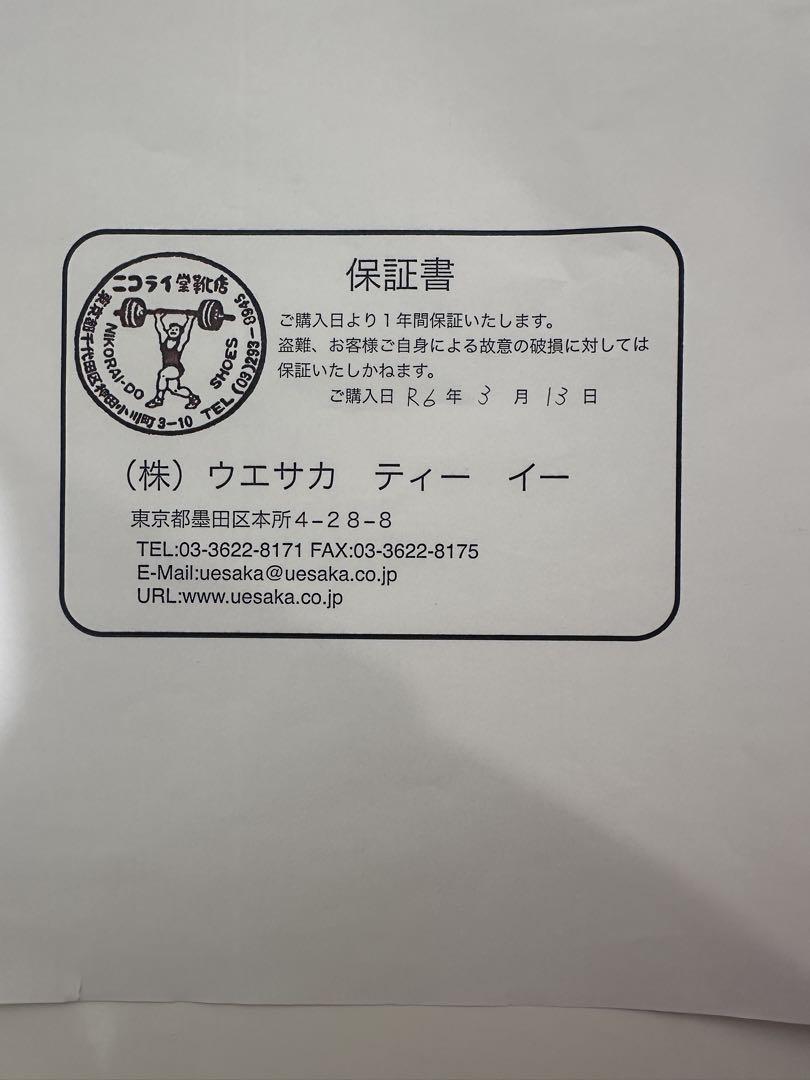 ニコライ堂靴店
NIKORAI-DO SHOES
東京都千代田区神田小川町3-10 TEL (03)293-8945
保証書
ご購入日より1年間保証いたします。
盗難、お客様ご自身による故意の破損に対しては
保証いたしかねます。
ご購入日 R6 年 3 月 13 日
（株）ウエサカ ティー イー
東京都墨田区本所4-28-8
TEL:03-3622-8171 FAX:03-3622-8175
E-Mail:uesaka@uesaka.co.jp
URL:www.uesaka.co.jp